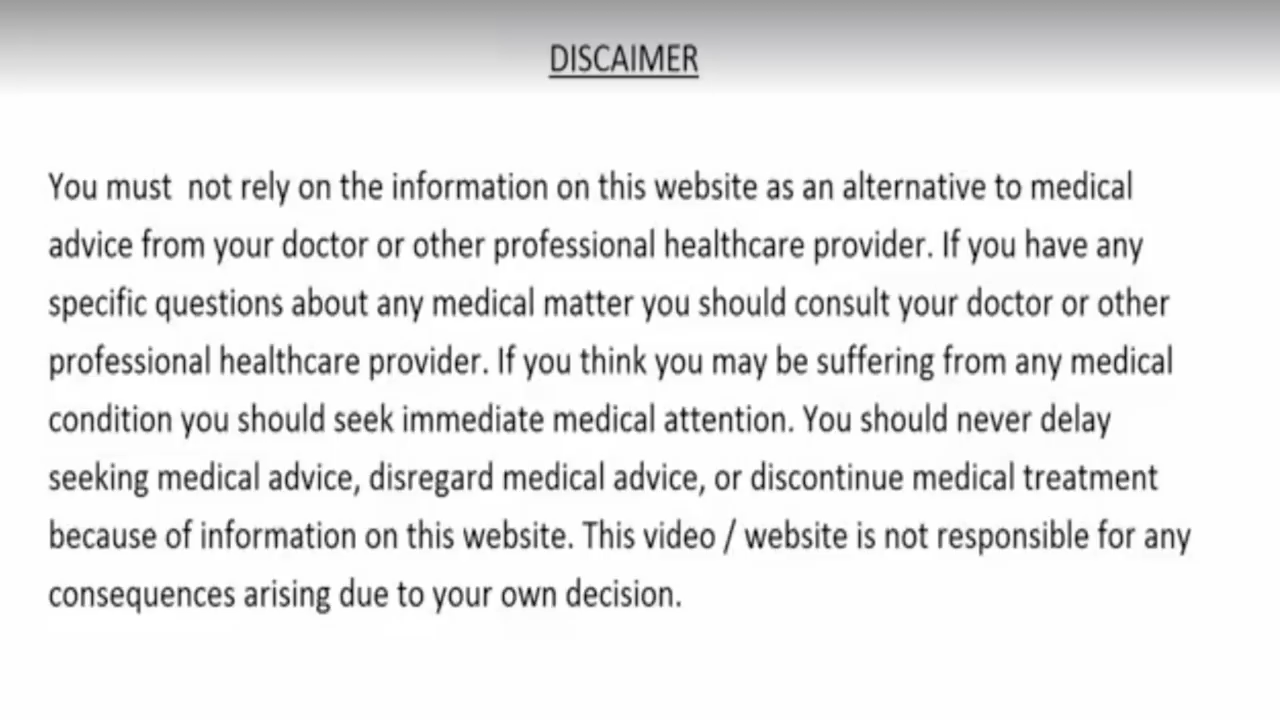 DISCAIMER
You must  not rely on the information on this website as an alternative to medical
advice from your doctor or other professional healthcare provider. If you have any
specific questions about any medical matter you should consult your doctor or other
professional healthcare provider. If you think you may be suffering from any medical
condition you should seek immediate medical attention. You should never delay
seeking medical advice, disregard medical advice, or discontinue medical treatment
because of information on this website. This video / website is not responsible for any
consequences arising due to your own decision.